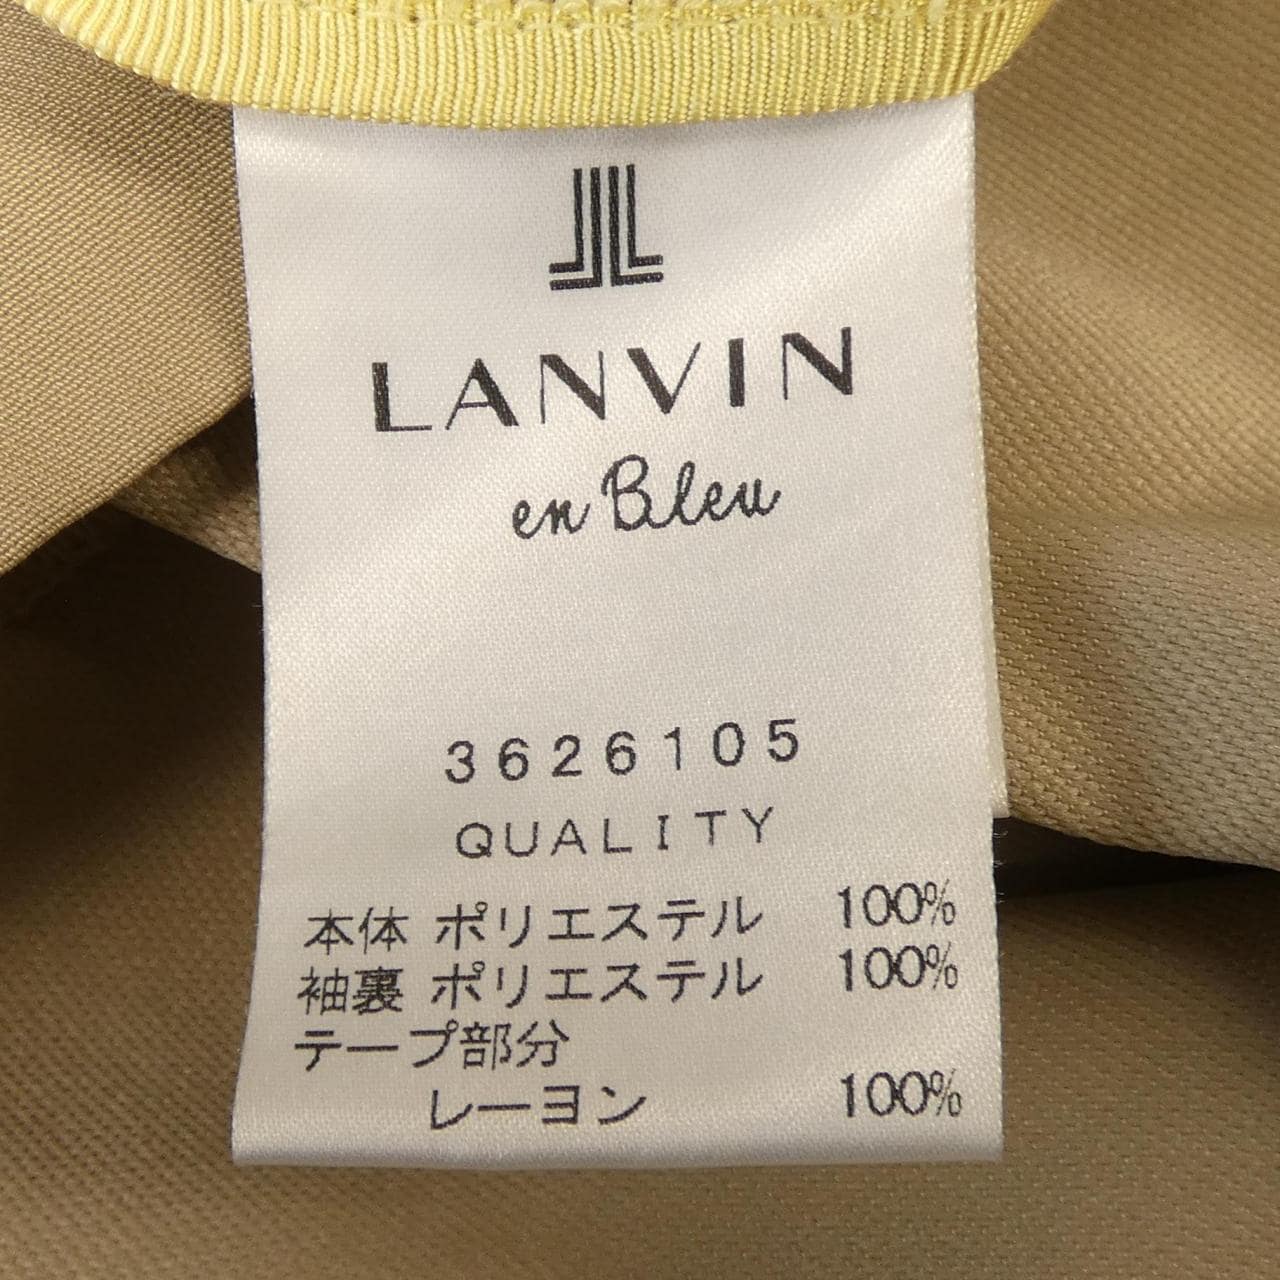 LANVIN
en Bleu
3626105
QUALITY
本体 ポリエステル 100%
袖裏 ポリエステル 100%
テープ部分
レーヨン 100%